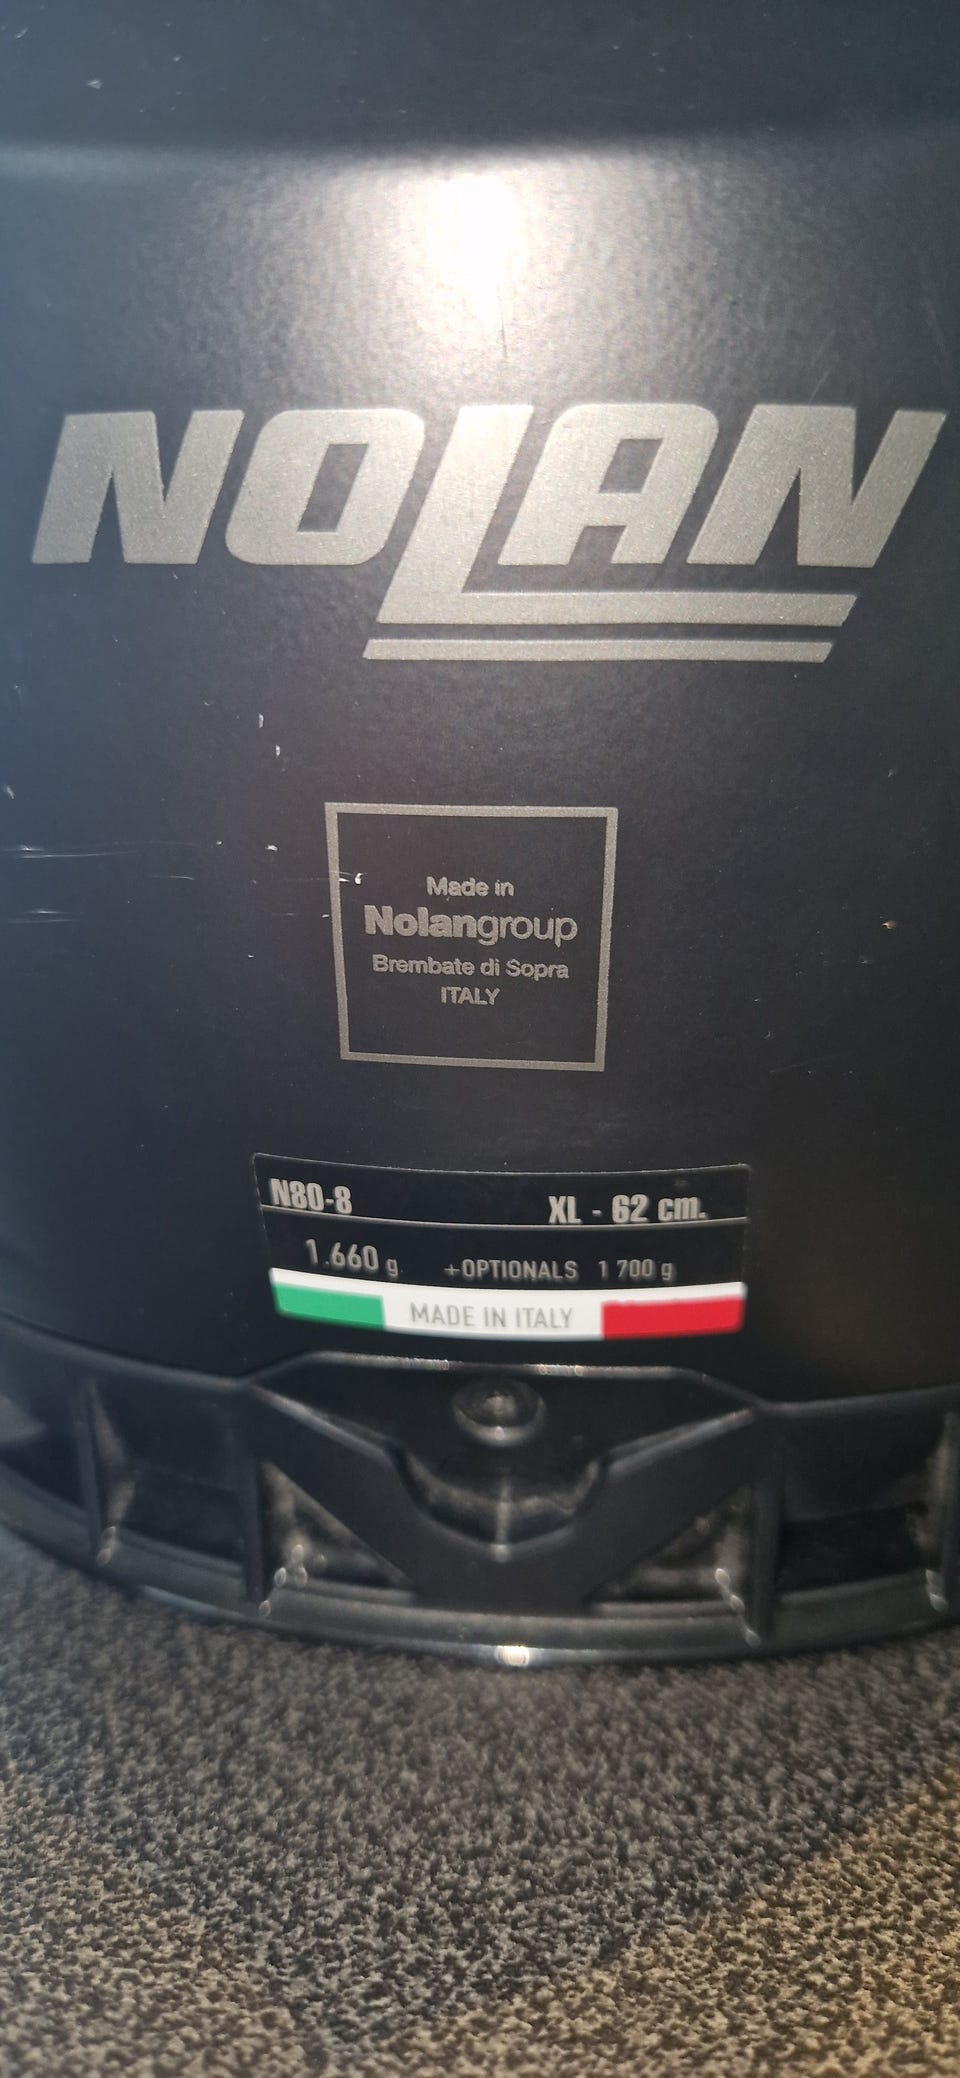 NOLAN
Made in
Nolangroup
Brembate di Sopra
ITALY
N80-8 XL - 62 cm.
1.660 g +OPTIONALS 1 700 g
MADE IN ITALY